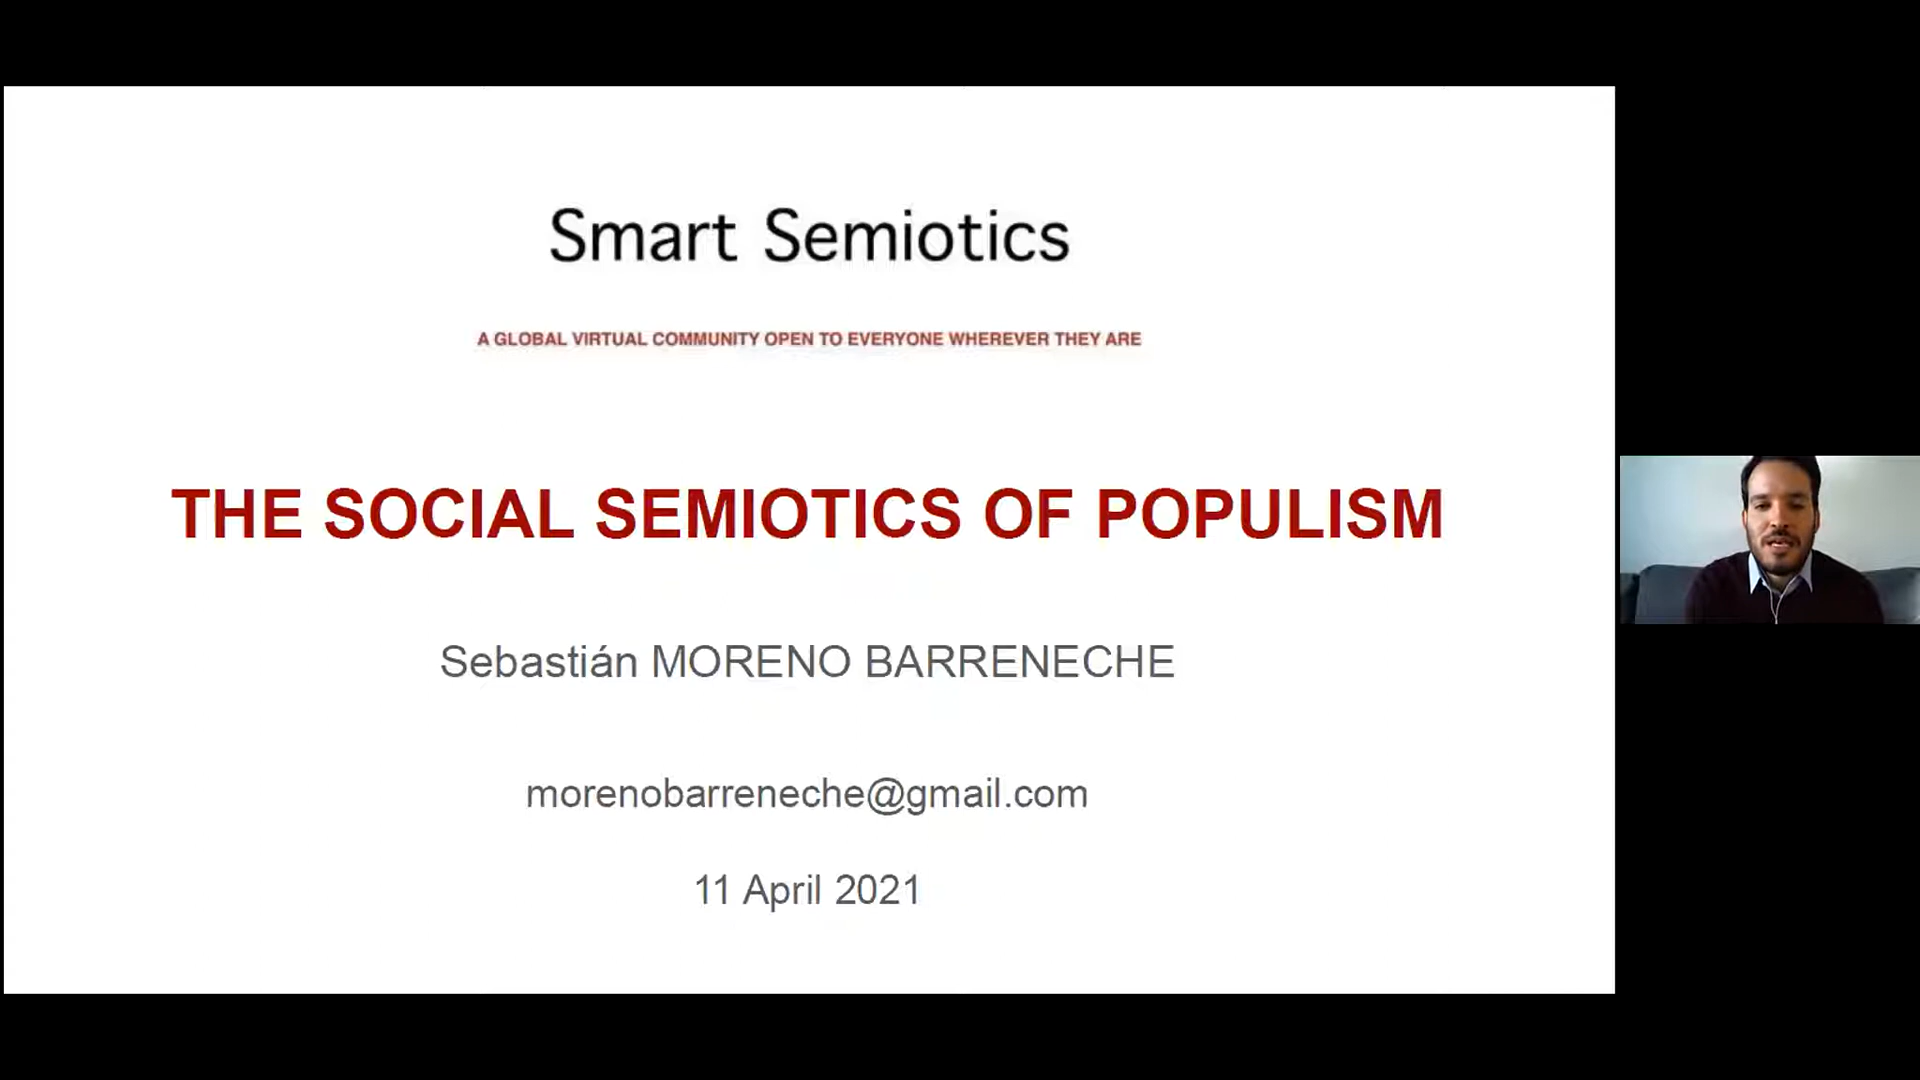 Smart Semiotics
A GLOBAL VIRTUAL COMMUNITY OPEN TO EVERYONE WHEREVER THEY ARE
THE SOCIAL SEMIOTICS OF POPULISM
Sebastián MORENO BARRENECHE
morenobarreneche@gmail.com
11 April 2021